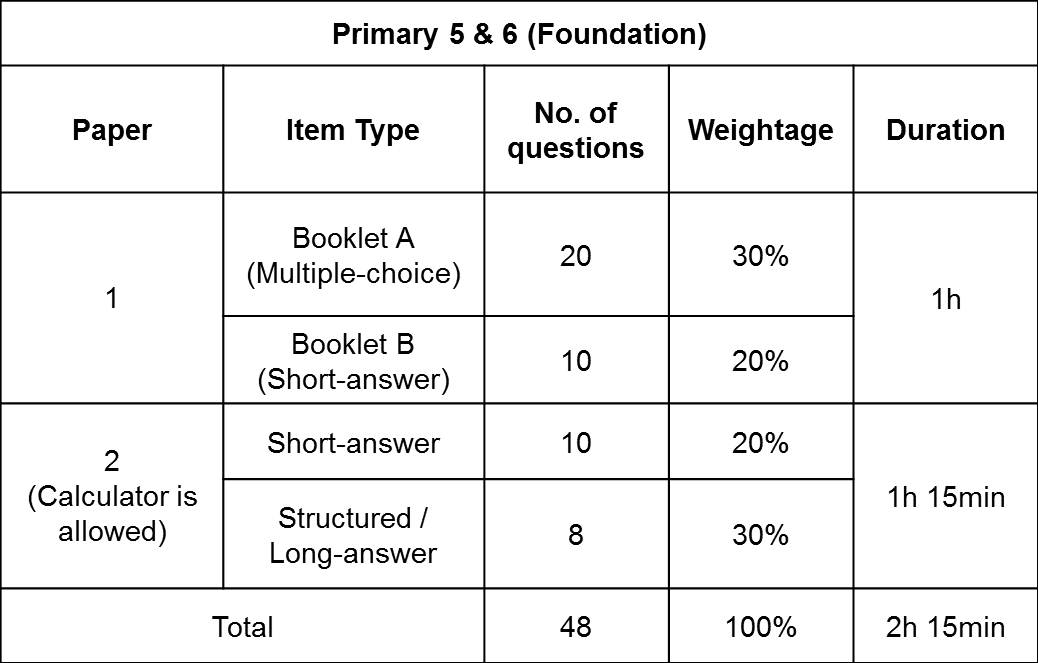 Primary 5 & 6 (Foundation)
Paper
Item Type
No. of
questions
Weightage
Duration
1
Booklet A
(Multiple-choice)
20
30%
1h
Booklet B
(Short-answer)
10
20%
2
(Calculator is
allowed)
Short-answer
10
20%
1h 15min
Structured /
Long-answer
8
30%
Total
48
100%
2h 15min